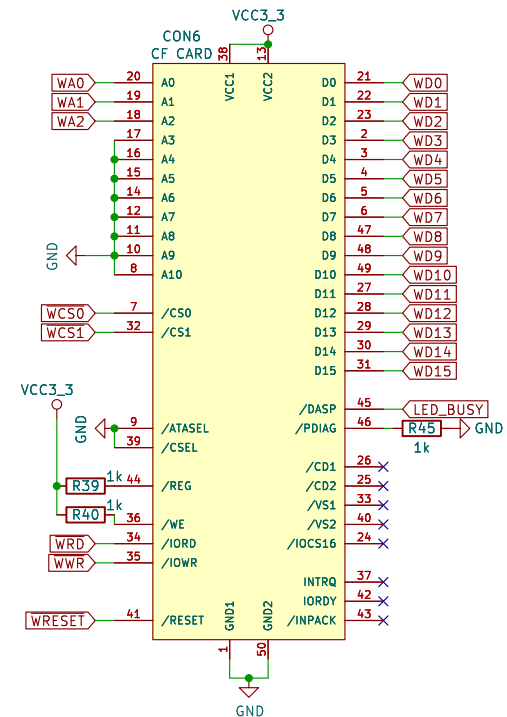 VCC3_3
CON6
CF CARD
38
13
VCC1
VCC2
WA0 20 A0 D0 21 WD0
WA1 19 A1 D1 22 WD1
WA2 18 A2 D2 23 WD2
17 A3 D3 2 WD3
16 A4 D4 3 WD4
15 A5 D5 4 WD5
14 A6 D6 5 WD6
12 A7 D7 6 WD7
11 A8 D8 47 WD8
GND 10 A9 D9 48 WD9
8 A10 D10 49 WD10
D11 27 WD11
WCS0 7 /CS0 D12 28 WD12
WCS1 32 /CS1 D13 29 WD13
D14 30 WD14
D15 31 WD15
VCC3_3
/DASP 45 LED_BUSY
GND 9 /ATASEL /PDIAG 46 R45 GND
1k
39 /CSEL
/CD1 26
R39 1k 44 /REG /CD2 25
/VS1 33
R40 1k 36 /WE /VS2 40
WRD 34 /IORD /IOCS16 24
WWR 35 /IOWR
INTRQ 37
IORDY 42
WRESET 41 /RESET /INPACK 43
GND1
GND2
1
50
GND